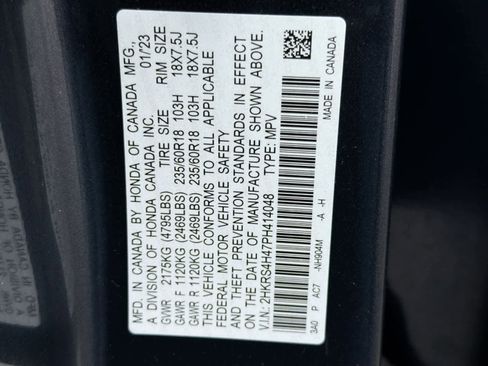 MFD. IN CANADA BY HONDA OF CANADA MFG.,
A DIVISION OF HONDA CANADA INC. 01/23
GVWR 2175KG (4795LBS) TIRE SIZE RIM SIZE
GAWR F 1120KG (2469LBS) 235/60R18 103H 18X7.5J
GAWR R 1120KG (2469LBS) 235/60R18 103H 18X7.5J
THIS VEHICLE CONFORMS TO ALL APPLICABLE
FEDERAL MOTOR VEHICLE SAFETY
AND THEFT PREVENTION STANDARDS IN EFFECT
ON THE DATE OF MANUFACTURE SHOWN ABOVE.
V.I.N: 2HKRS4H47PH414048 TYPE: MPV
3A0 P AC7 -NH904M -A -H MADE IN CANADA